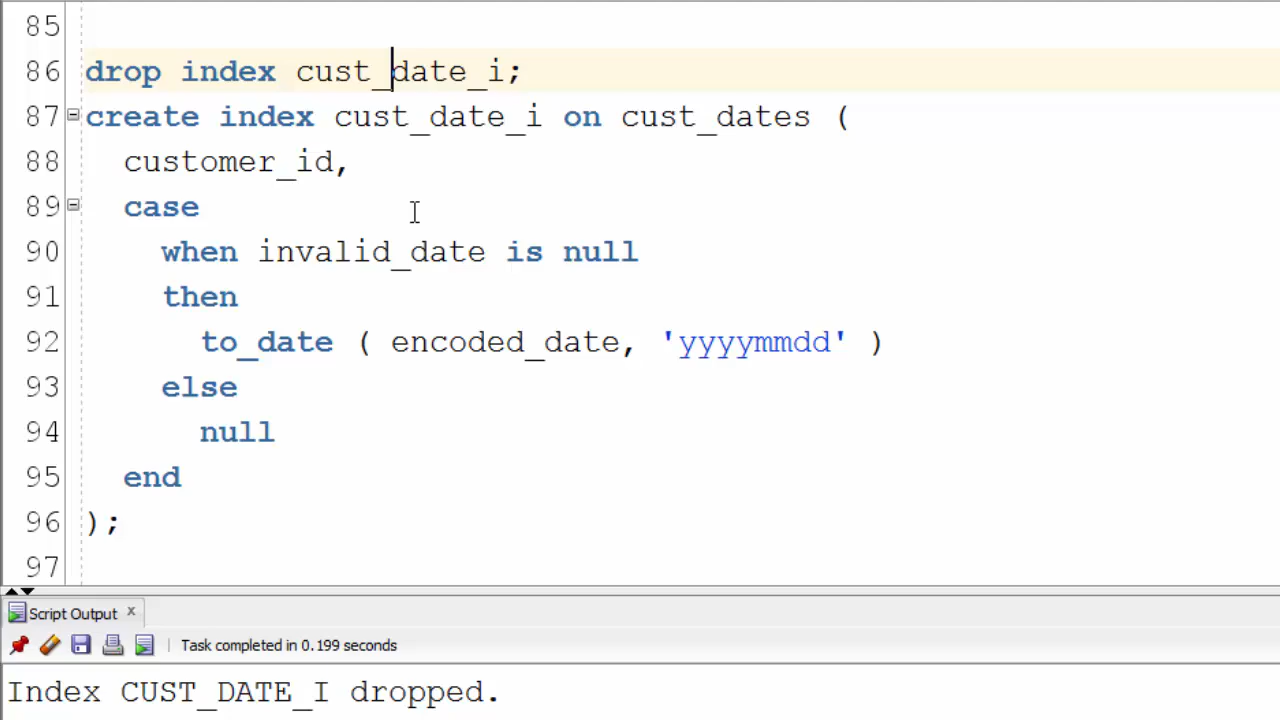 85
86 drop index cust_date_i;
87 create index cust_date_i on cust_dates (
88 customer_id,
89 case
90 when invalid_date is null
91 then
92 to_date ( encoded_date, 'yyyymmdd' )
93 else
94 null
95 end
96 );
97
Script Output x
Task completed in 0.199 seconds
Index CUST_DATE_I dropped.